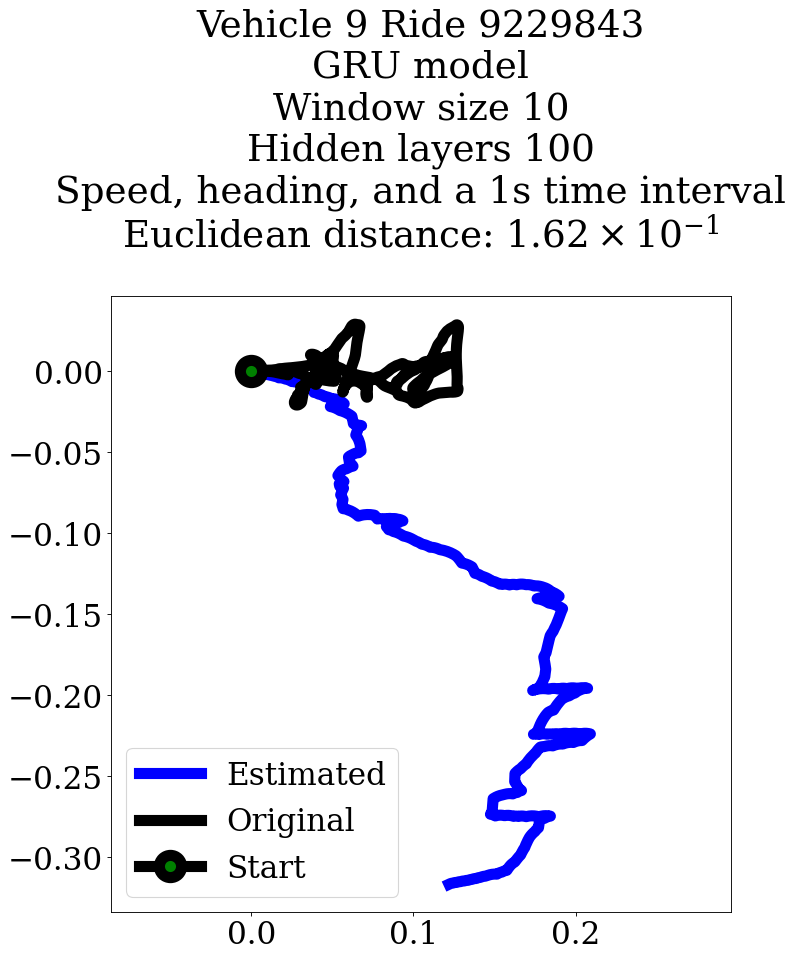 Vehicle 9 Ride 9229843
GRU model
Window size 10
Hidden layers 100
Speed, heading, and a 1s time interval
Euclidean distance: 1.62 × 10⁻¹
0.00
−0.05
−0.10
−0.15
−0.20
−0.25
−0.30
Estimated
Original
Start
0.0 0.1 0.2